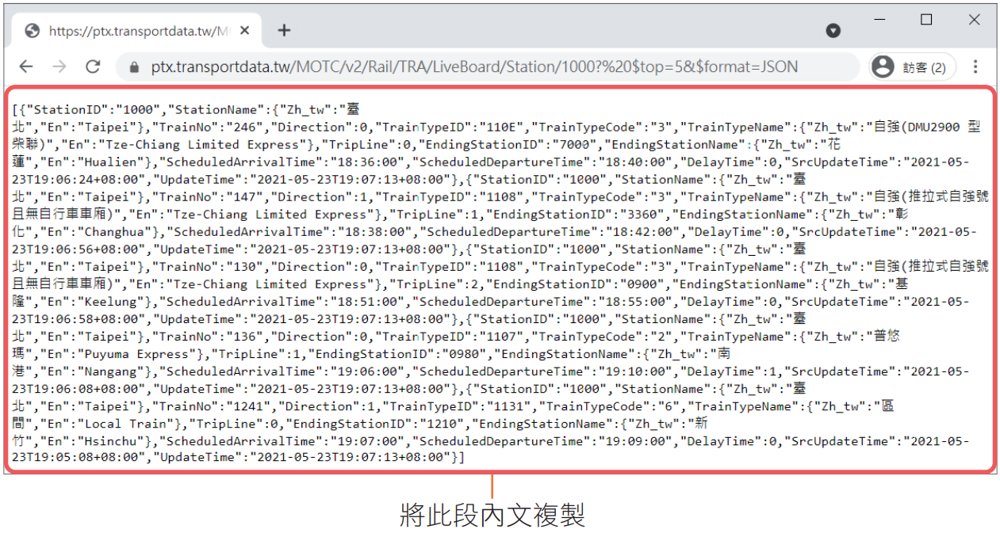 https://ptx.transportdata.tw/M
ptx.transportdata.tw/MOTC/v2/Rail/TRA/LiveBoard/Station/1000?%20$top=5&$format=JSON
訪客 (2)
[{"StationID":"1000","StationName":{"Zh_tw":"臺
北","En":"Taipei"},"TrainNo":"246","Direction":0,"TrainTypeID":"110E","TrainTypeCode":"3","TrainTypeName":{"Zh_tw":"自強(DMU2900 型
柴聯)","En":"Tze-Chiang Limited Express"},"TripLine":0,"EndingStationID":"7000","EndingStationName":{"Zh_tw":"花
蓮","En":"Hualien"},"ScheduledArrivalTime":"18:36:00","ScheduledDepartureTime":"18:40:00","DelayTime":0,"SrcUpdateTime":"2021-05-
23T19:06:24+08:00","UpdateTime":"2021-05-23T19:07:13+08:00"},{"StationID":"1000","StationName":{"Zh_tw":"臺
北","En":"Taipei"},"TrainNo":"147","Direction":1,"TrainTypeID":"1108","TrainTypeCode":"3","TrainTypeName":{"Zh_tw":"自強(推拉式自強號
且無自行車車廂)","En":"Tze-Chiang Limited Express"},"TripLine":1,"EndingStationID":"3360","EndingStationName":{"Zh_tw":"彰
化","En":"Changhua"},"ScheduledArrivalTime":"18:38:00","ScheduledDepartureTime":"18:42:00","DelayTime":0,"SrcUpdateTime":"2021-05-
23T19:06:56+08:00","UpdateTime":"2021-05-23T19:07:13+08:00"},{"StationID":"1000","StationName":{"Zh_tw":"臺
北","En":"Taipei"},"TrainNo":"130","Direction":0,"TrainTypeID":"1108","TrainTypeCode":"3","TrainTypeName":{"Zh_tw":"自強(推拉式自強號
且無自行車車廂)","En":"Tze-Chiang Limited Express"},"TripLine":2,"EndingStationID":"0900","EndingStationName":{"Zh_tw":"基
隆","En":"Keelung"},"ScheduledArrivalTime":"18:51:00","ScheduledDepartureTime":"18:55:00","DelayTime":0,"SrcUpdateTime":"2021-05-
23T19:06:58+08:00","UpdateTime":"2021-05-23T19:07:13+08:00"},{"StationID":"1000","StationName":{"Zh_tw":"臺
北","En":"Taipei"},"TrainNo":"136","Direction":0,"TrainTypeID":"1107","TrainTypeCode":"2","TrainTypeName":{"Zh_tw":"普悠
瑪","En":"Puyuma Express"},"TripLine":1,"EndingStationID":"0980","EndingStationName":{"Zh_tw":"南
港","En":"Nangang"},"ScheduledArrivalTime":"19:06:00","ScheduledDepartureTime":"19:10:00","DelayTime":1,"SrcUpdateTime":"2021-05-
23T19:06:08+08:00","UpdateTime":"2021-05-23T19:07:13+08:00"},{"StationID":"1000","StationName":{"Zh_tw":"臺
北","En":"Taipei"},"TrainNo":"1241","Direction":1,"TrainTypeID":"1131","TrainTypeCode":"6","TrainTypeName":{"Zh_tw":"區
間","En":"Local Train"},"TripLine":0,"EndingStationID":"1210","EndingStationName":{"Zh_tw":"新
竹","En":"Hsinchu"},"ScheduledArrivalTime":"19:07:00","ScheduledDepartureTime":"19:09:00","DelayTime":0,"SrcUpdateTime":"2021-05-
23T19:05:08+08:00","UpdateTime":"2021-05-23T19:07:13+08:00"}]
將此段內文複製